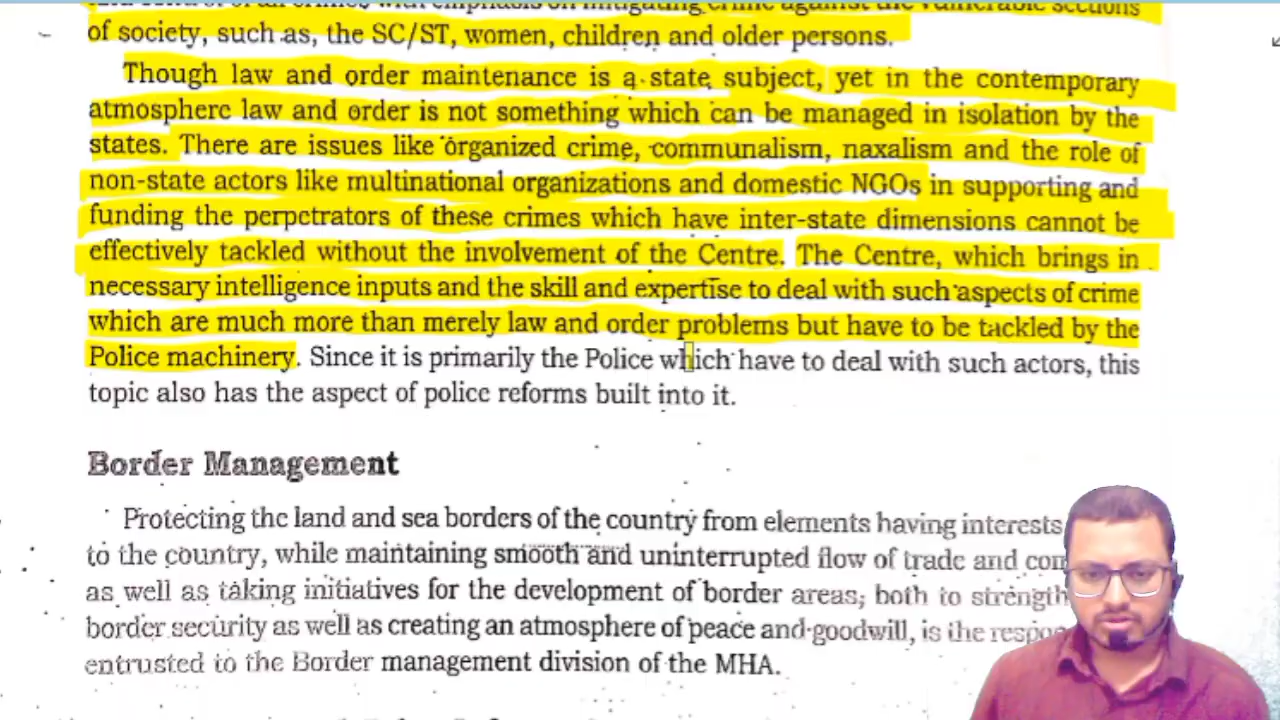 of society, such as, the SC/ST, women, children and older persons.
Though law and order maintenance is a state subject, yet in the contemporary
atmosphere law and order is not something which can be managed in isolation by the
states. There are issues like organized crime, communalism, naxalism and the role of
non-state actors like multinational organizations and domestic NGOs in supporting and
funding the perpetrators of these crimes which have inter-state dimensions cannot be
effectively tackled without the involvement of the Centre. The Centre, which brings in
necessary intelligence inputs and the skill and expertise to deal with such aspects of crime
which are much more than merely law and order problems but have to be tackled by the
Police machinery. Since it is primarily the Police which have to deal with such actors, this
topic also has the aspect of police reforms built into it.
Border Management
Protecting the land and sea borders of the country from elements having interests
to the country, while maintaining smooth and uninterrupted flow of trade and
as well as taking initiatives for the development of border areas, both to
border security as well as creating an atmosphere of peace and goodwill, is the
entrusted to the Border management division of the MHA.